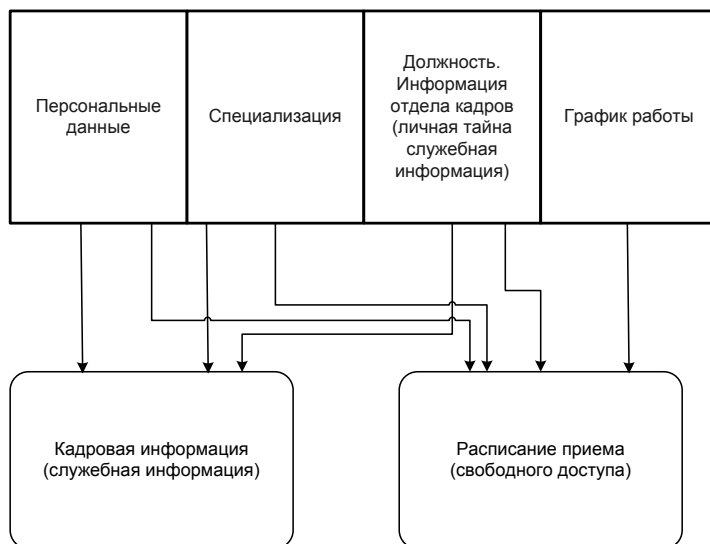 Персональные
данные
Специализация
Должность.
Информация
отдела кадров
(личная тайна
служебная
информация)
График работы
Кадровая информация
(служебная информация)
Расписание приема
(свободного доступа)